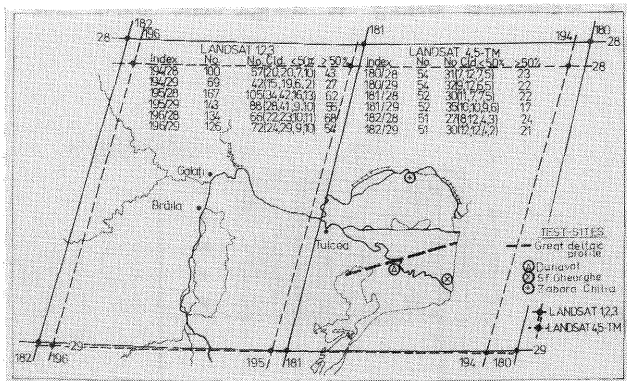 182 181 180
196 194
28 28
28
LANDSAT 1,2,3
Index No. No. Cld. <50% ≥ 50%
194/28 100 57(20,20,7,10) 43
194/29 69 42(15,19,6,2) 27
195/28 167 105(34,42,16,13) 62
195/29 143 88(28,41,9,10) 55
196/28 134 66(22,23,10,11) 68
196/29 126 72(24,29,9,10) 54
LANDSAT 4,5-TM
No. No. Cld. <50% ≥50%
180/28 54 31(7,12,7,5) 23
180/29 54 32(9,12,6,5) 22
181/28 52 30(11,7,7,5) 22
181/29 52 35(10,10,9,6) 17
182/28 51 27(8,12,4,3) 24
182/29 51 30(12,12,4,2) 21
Galați
Brăila
Tulcea
TEST-SITES
Great deltaic profile
Dunavăț
Sf. Gheorghe
Zabara Chilia
LANDSAT 1,2,3
LANDSAT 4,5-TM
29 29
182 196 195 181 194 180